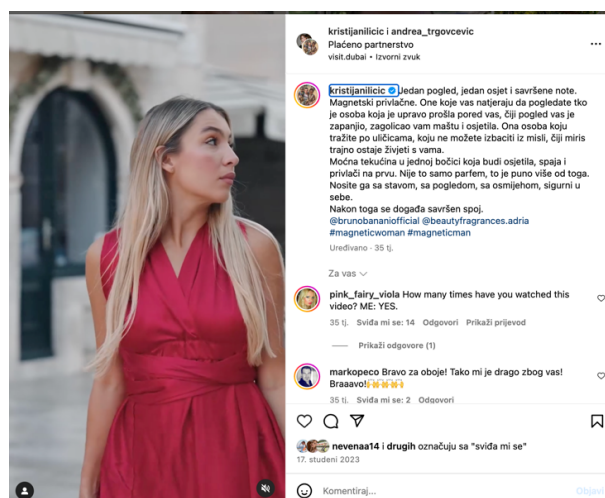 kristijanilicic i andrea_trgovcevic
Plaćeno partnerstvo
visit.dubai • Izvorni zvuk
kristijanilicic Jedan pogled, jedan osjet i savršene note.
Magnetski privlačne. One koje vas natjeraju da pogledate tko
je osoba koja je upravo prošla pored vas, čiji pogled vas je
zapanjio, zagolicao vam maštu i osjetila. Ona osoba koju
tražite po uličicama, koju ne možete izbaciti iz misli, čiji miris
trajno ostaje živjeti s vama.
Moćna tekućina u jednoj bočici koja budi osjetila, spaja i
privlači na prvu. Nije to samo parfem, to je puno više od toga.
Nosite ga sa stavom, sa pogledom, sa osmijehom, sigurni u
sebe.
Nakon toga se događa savršen spoj.
@brunobananiofficial @beautyfragrances.adria
#magneticwoman #magneticman
Uređivano · 35 tj.
Za vas
pink_fairy_viola How many times have you watched this
video? ME: YES.
35 tj. Sviđa mi se: 14 Odgovori Prikaži prijevod
Prikaži odgovore (1)
markopeco Bravo za oboje! Tako mi je drago zbog vas!
Braaavo!
35 tj. Sviđa mi se: 2 Odgovori
nevenaa14 i drugih označuju sa "sviđa mi se"
17. studeni 2023
Komentiraj...
Objavi